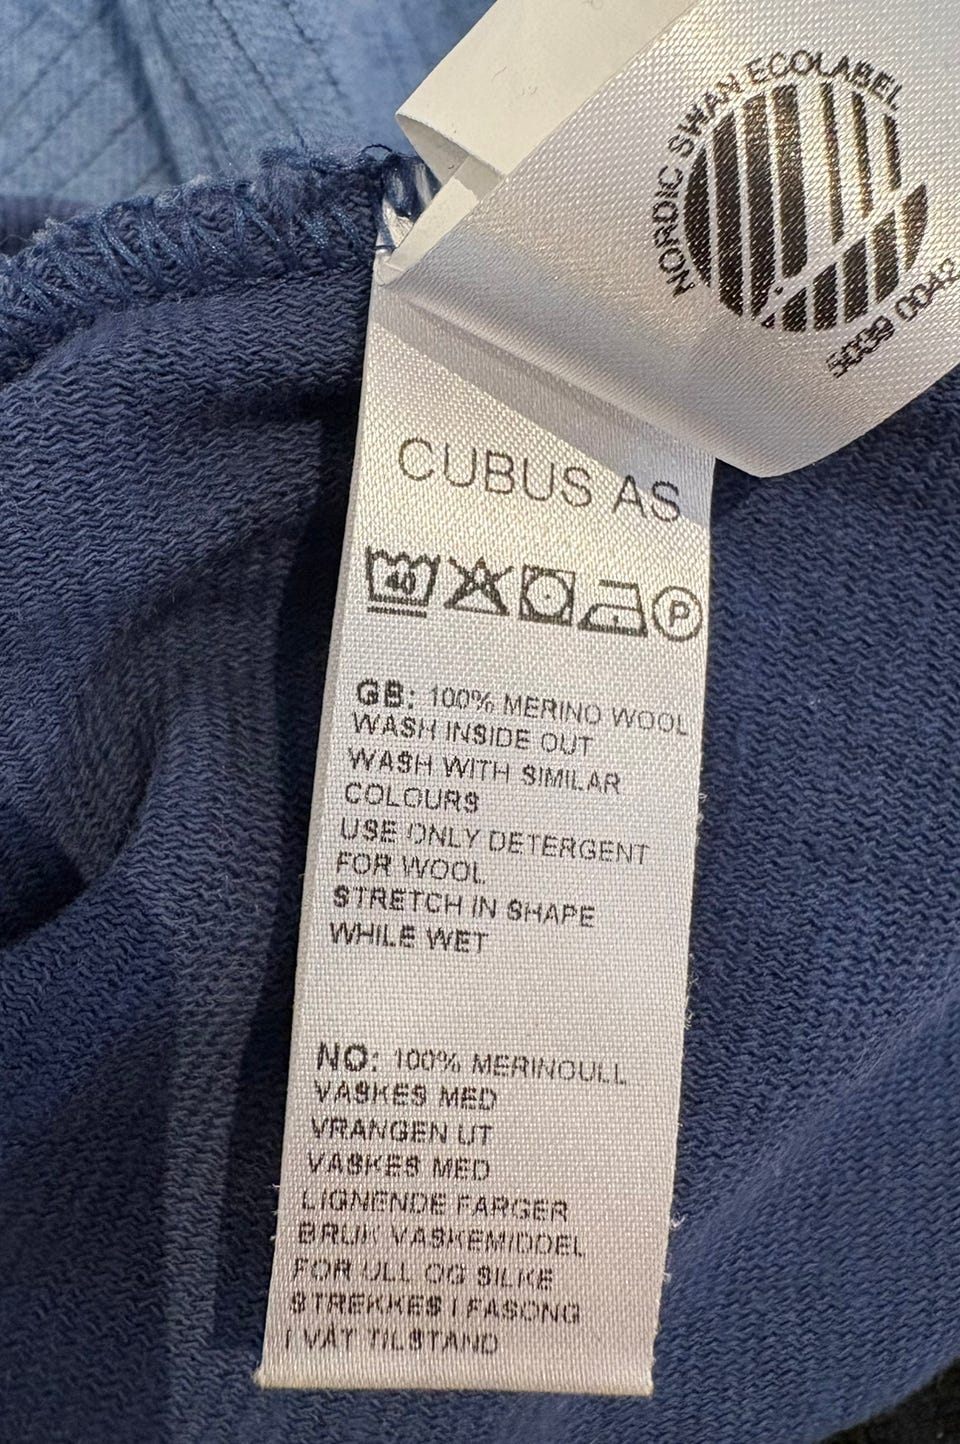 NORDIC SWAN ECOLABEL
5039 0043
CUBUS AS
40
P
GB: 100% MERINO WOOL
WASH INSIDE OUT
WASH WITH SIMILAR
COLOURS
USE ONLY DETERGENT
FOR WOOL
STRETCH IN SHAPE
WHILE WET
NO: 100% MERINOULL
VASKES MED
VRANGEN UT
VASKES MED
LIGNENDE FARGER
BRUK VASKEMIDDEL
FOR ULL OG SILKE
STREKKES I FASONG
I VÅT TILSTAND